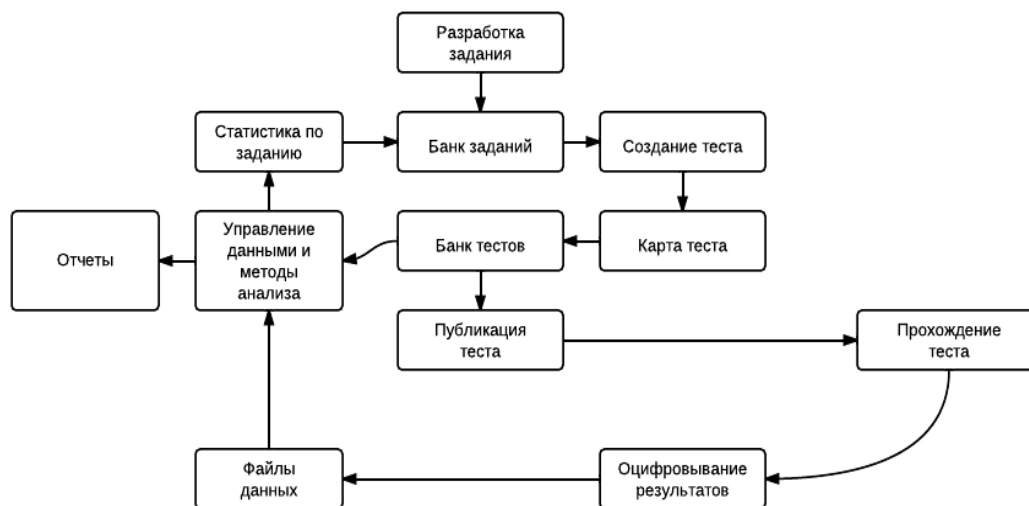 Разработка
задания
Статистика по
заданию
Банк заданий
Создание теста
Отчеты
Управление
данными и
методы
анализа
Банк тестов
Карта теста
Публикация
теста
Прохождение
теста
Файлы
данных
Оцифровывание
результатов